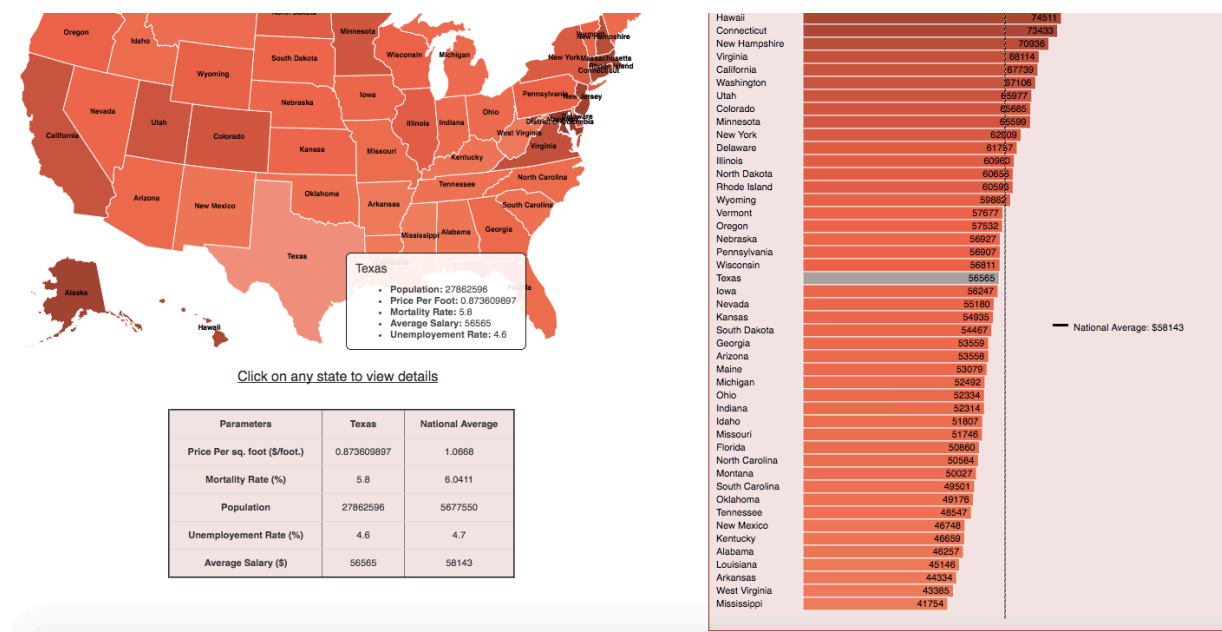 Oregon
Idaho
Wyoming
South Dakota
Minnesota
Wisconsin
Michigan
New York
New Hampshire
Massachusetts
Rhode Island
Connecticut
Pennsylvania
New Jersey
Nevada
Utah
Colorado
Nebraska
Iowa
Illinois
Indiana
Ohio
District of Columbia
West Virginia
Virginia
California
Kansas
Missouri
Kentucky
Arizona
New Mexico
Oklahoma
Arkansas
Tennessee
North Carolina
South Carolina
Mississippi
Alabama
Georgia
Texas
Alaska
Hawaii
Texas
• Population: 27862596
• Price Per Foot: 0.873609897
• Mortality Rate: 5.8
• Average Salary: 56565
• Unemployement Rate: 4.6
Click on any state to view details
Parameters Texas National Average
Price Per sq. foot ($/foot.) 0.873609897 1.0668
Mortality Rate (%) 5.8 6.0411
Population 27862596 5677550
Unemployement Rate (%) 4.6 4.7
Average Salary ($) 56565 58143
Hawaii 74511
Connecticut 73433
New Hampshire 70936
Virginia 68114
California 67739
Washington 67106
Utah 65977
Colorado 65685
Minnesota 65599
New York
Delaware
Illinois 60960
North Dakota 60656
Rhode Island
Wyoming 59882
Vermont 57677
Oregon 57532
Nebraska 56927
Pennsylvania 56907
Wisconsin 56811
Texas 56565
Iowa 56247
Nevada 55180
Kansas 54935
South Dakota 54467
Georgia 53559
Arizona 53558
Maine 53079
Michigan 52492
Ohio 52334
Indiana 52314
Idaho 51807
Missouri 51746
Florida 50860
North Carolina 50584
Montana 50027
South Carolina 49501
Oklahoma 49176
Tennessee 48547
New Mexico 46748
Kentucky 46659
Alabama 46257
Louisiana 45146
Arkansas 44334
West Virginia 43385
Mississippi 41754
National Average: $58143